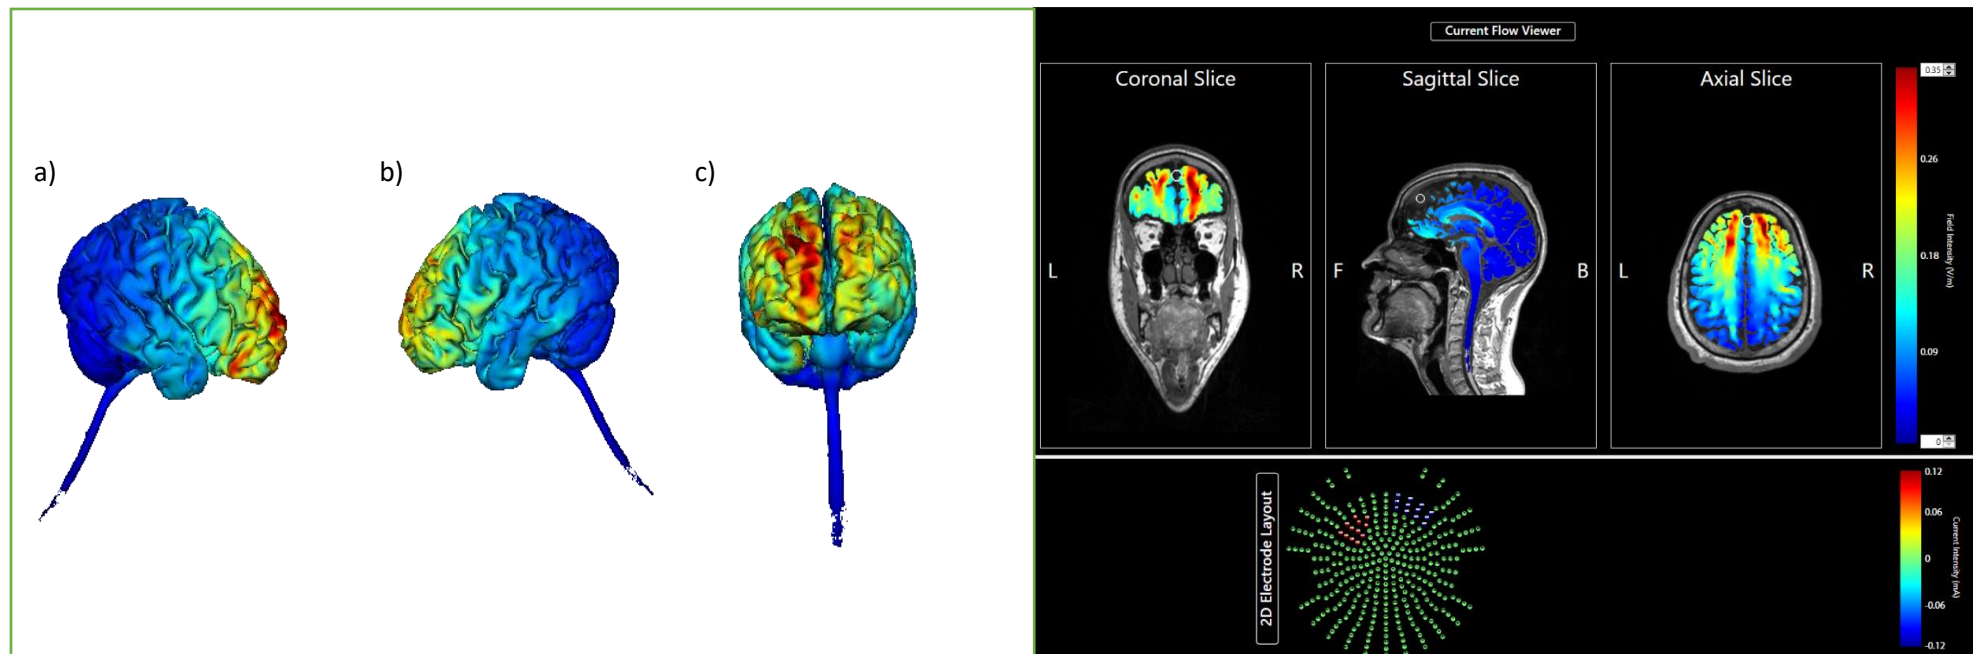 a)
b)
c)
Current Flow Viewer
Coronal Slice
L
R
Sagittal Slice
F
B
Axial Slice
L
R
0.35
0.26
0.18
0.09
0
Field Intensity (V/m)
2D Electrode Layout
0.12
0.06
0
-0.06
-0.12
Current Intensity (mA)